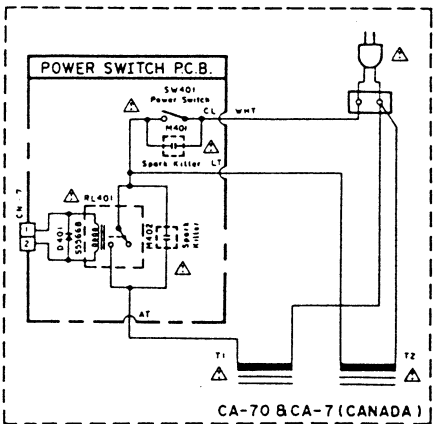 POWER SWITCH P.C.B.
SW401
Power Switch
CL WHT
M401
Spark Killer LT
CN-7
RL401
1
2
D401
S5566B
M402
Spark
Killer
AT
T1
T2
CA-70 & CA-7 (CANADA)